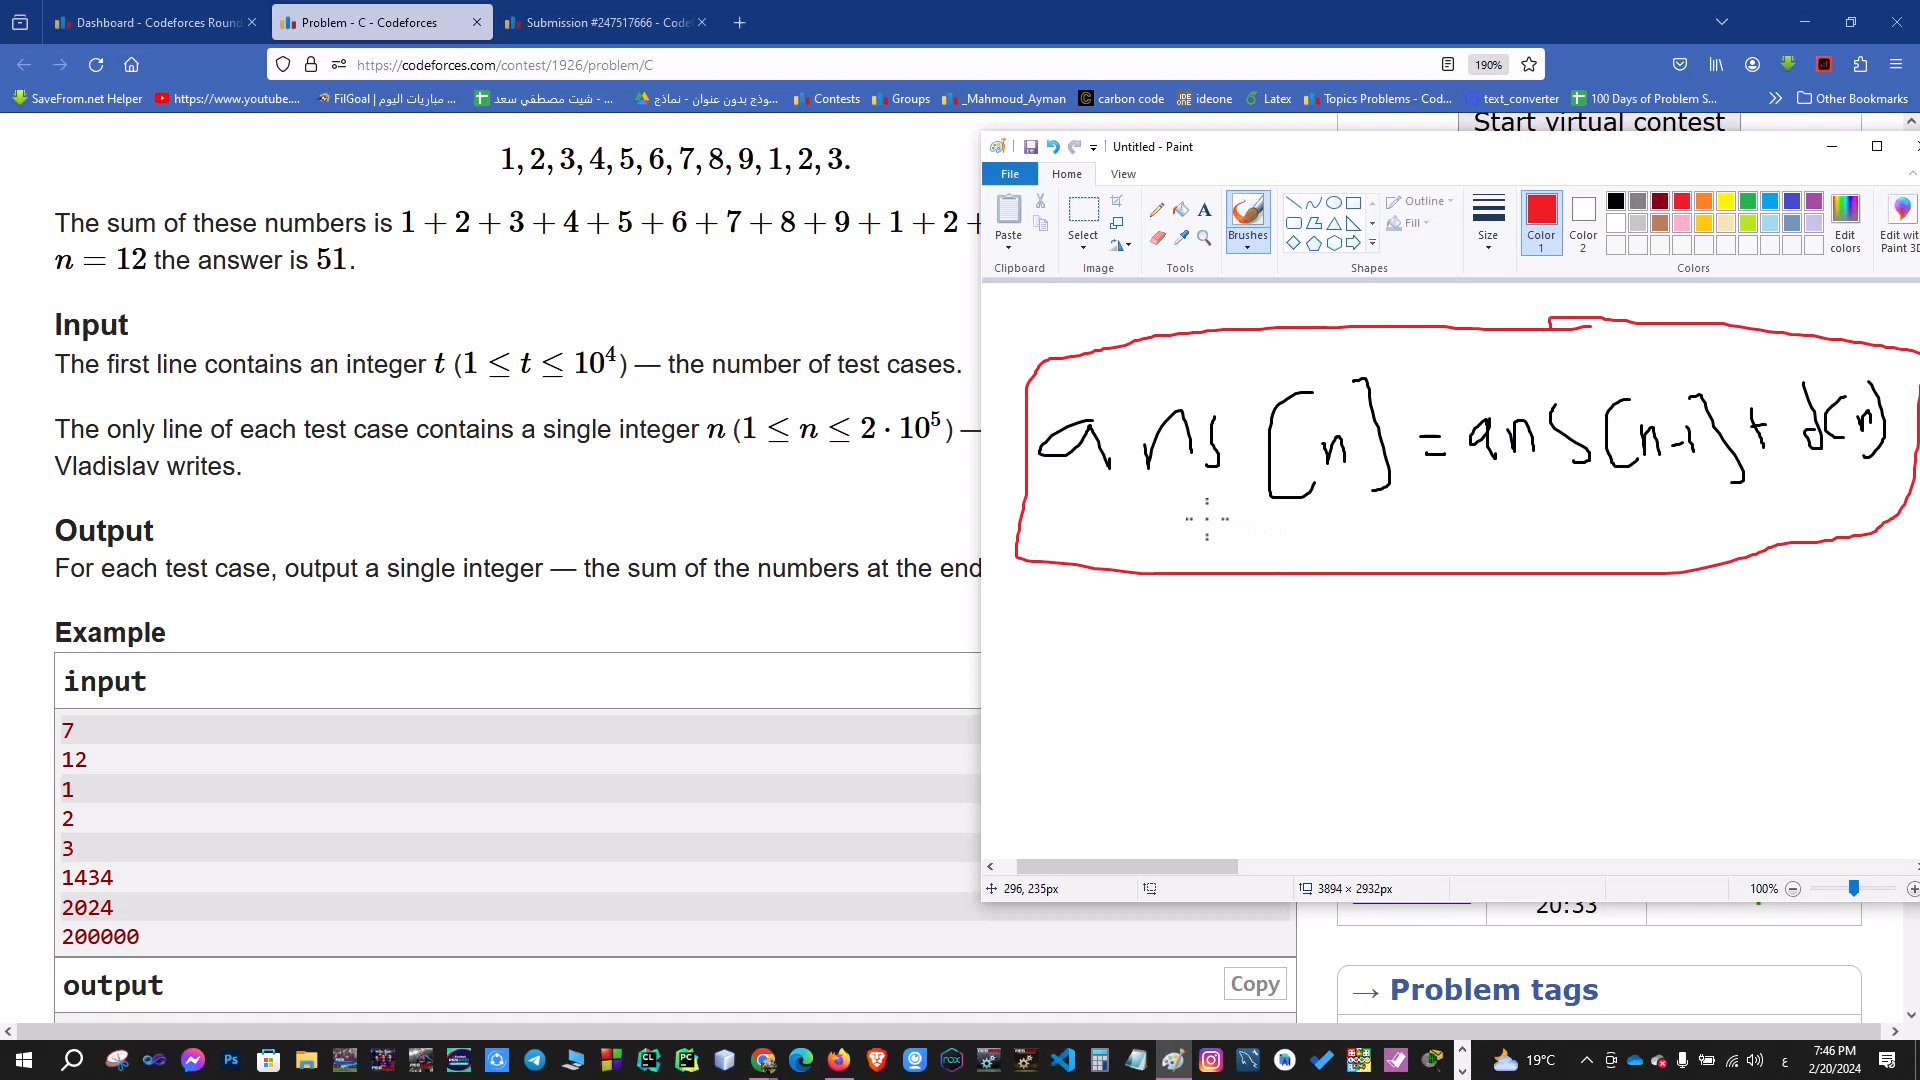 Dashboard - Codeforces Round
Problem - C - Codeforces
Submission #247517666 - Codef
https://codeforces.com/contest/1926/problem/C
190%
SaveFrom.net Helper
https://www.youtube....
FilGoal | مباريات اليوم ...
شيت مصطفي سعد - ...
نموذج بدون عنوان - نماذج...
Contests
Groups
_Mahmoud_Ayman
carbon code
ideone
Latex
Topics Problems - Cod...
text_converter
100 Days of Problem S...
Other Bookmarks
Start virtual contest
1, 2, 3, 4, 5, 6, 7, 8, 9, 1, 2, 3.
The sum of these numbers is 1 + 2 + 3 + 4 + 5 + 6 + 7 + 8 + 9 + 1 + 2 +
n = 12 the answer is 51.
Input
The first line contains an integer t (1 ≤ t ≤ 10⁴) — the number of test cases.
The only line of each test case contains a single integer n (1 ≤ n ≤ 2 · 10⁵) —
Vladislav writes.
Output
For each test case, output a single integer — the sum of the numbers at the end
Example
input
7
12
1
2
3
1434
2024
200000
output
Copy
Untitled - Paint
File
Home
View
Paste
Select
Brushes
Outline
Fill
Size
Color
1
Color
2
Edit
colors
Edit with
Paint 3D
Clipboard
Image
Tools
Shapes
Colors
ans [n] = ans[n-1] + d(n)
296, 235px
3894 × 2932px
100%
20:33
→ Problem tags
19°C
ع
7:46 PM
2/20/2024